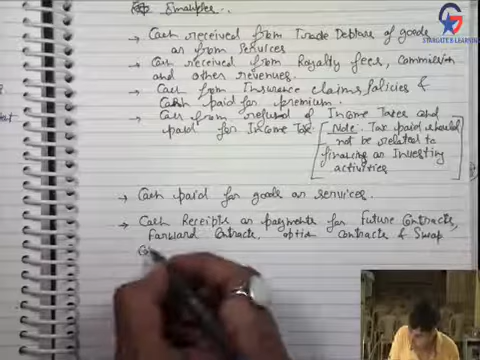 Examples..
→ Cash received from Trade Debtors of goods
or from services
→ Cash received from Royalty fees, Commission
and other revenues.
→ Cash from Insurance claims, Policies &
Cash paid for premium.
→ Cash from refund of Income Taxes and
paid for Income Tax. [Note: Tax paid should
not be related to
financing or Investing
activities]
→ Cash paid for goods or services.
→ Cash Receipts or payments for Future Contracts,
Forward Contracts, option Contracts & Swap
STARGATE X-LEARNING